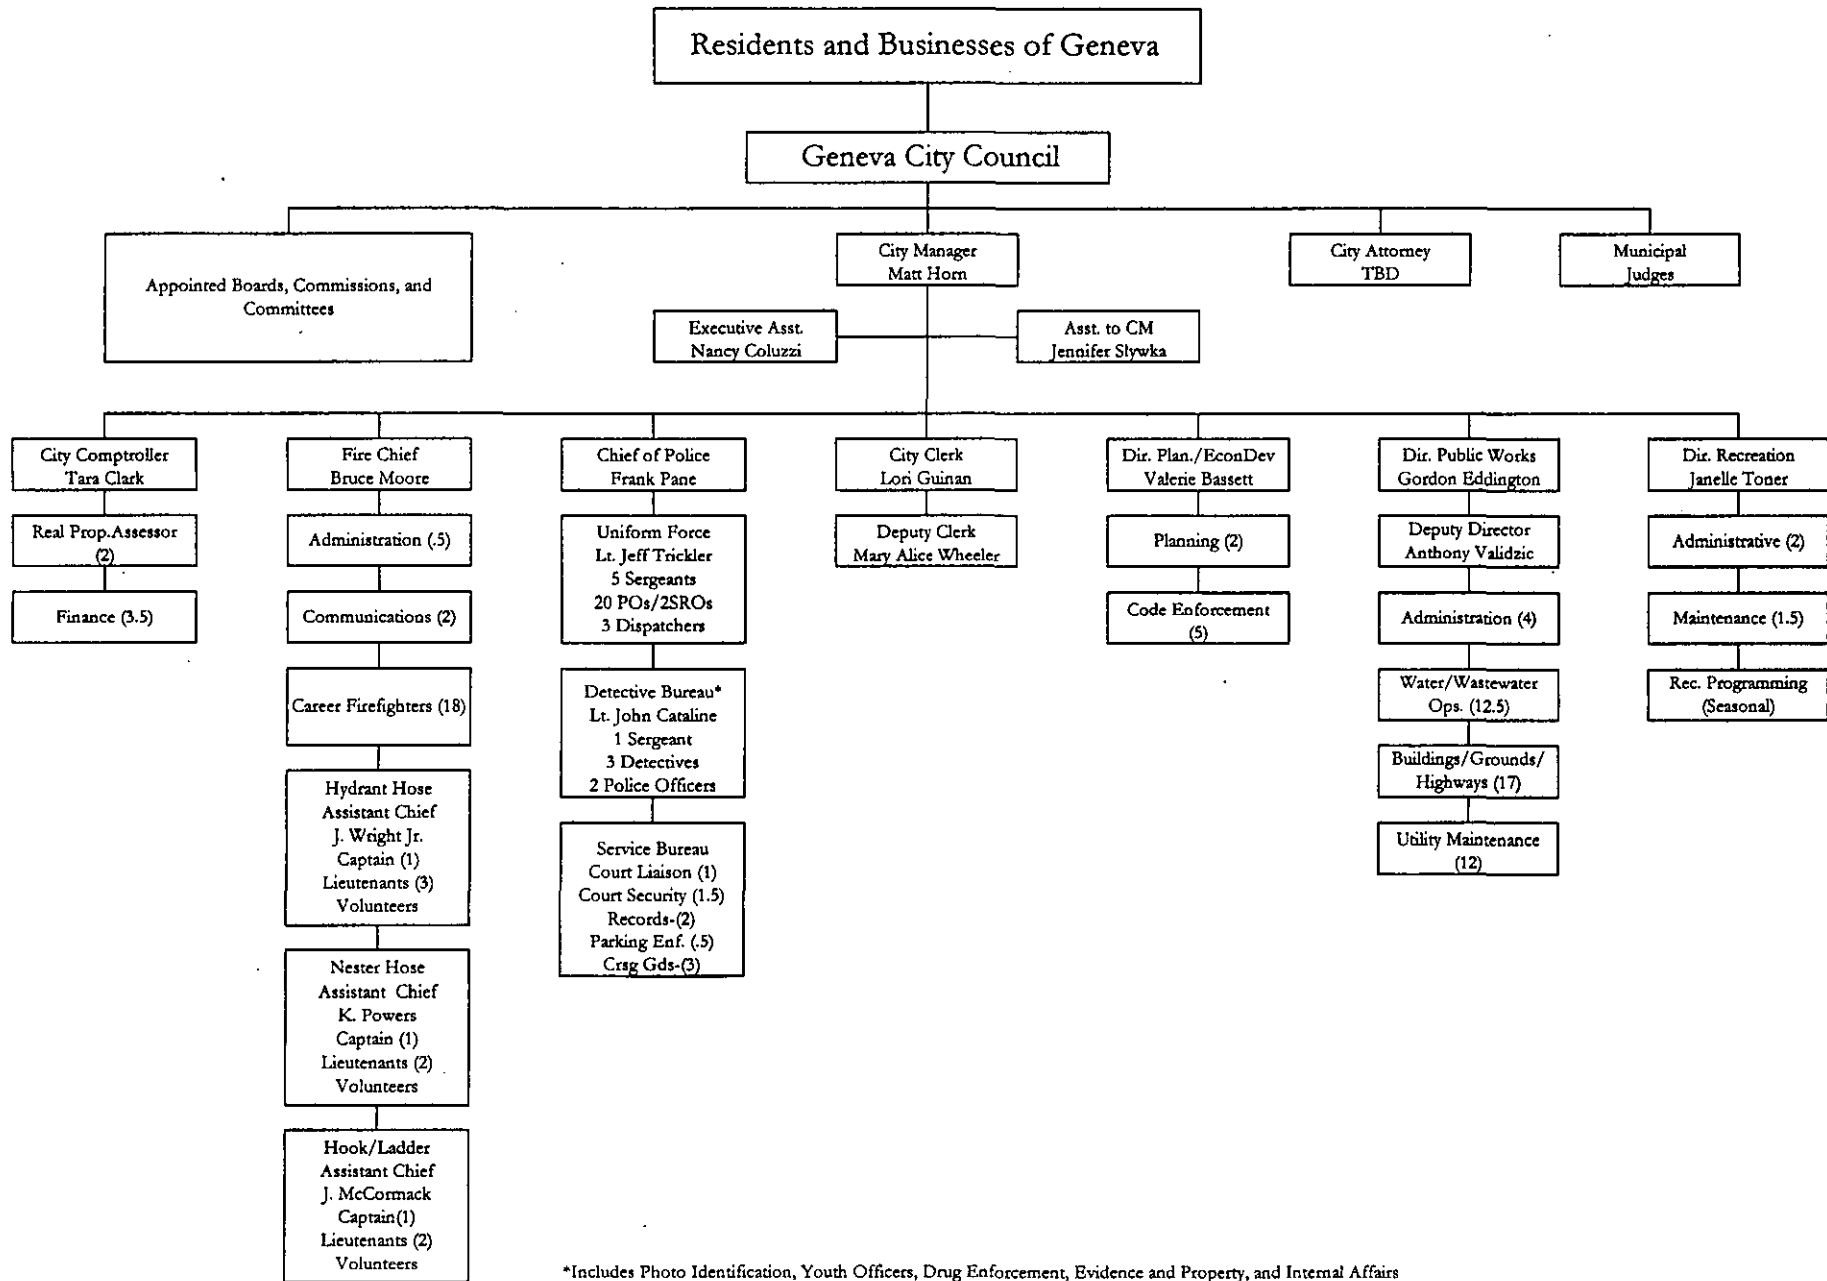 Residents and Businesses of Geneva
Geneva City Council
Appointed Boards, Commissions, and
Committees
City Manager
Matt Horn
City Attorney
TBD
Municipal
Judges
Executive Asst.
Nancy Coluzzi
Asst. to CM
Jennifer Slywka
City Comptroller
Tara Clark
Real Prop.Assessor
(2)
Finance (3.5)
Fire Chief
Bruce Moore
Administration (.5)
Communications (2)
Career Firefighters (18)
Hydrant Hose
Assistant Chief
J. Wright Jr.
Captain (1)
Lieutenants (3)
Volunteers
Nester Hose
Assistant Chief
K. Powers
Captain (1)
Lieutenants (2)
Volunteers
Hook/Ladder
Assistant Chief
J. McCormack
Captain(1)
Lieutenants (2)
Volunteers
Chief of Police
Frank Pane
Uniform Force
Lt. Jeff Trickler
5 Sergeants
20 POs/2SROs
3 Dispatchers
Detective Bureau*
Lt. John Cataline
1 Sergeant
3 Detectives
2 Police Officers
Service Bureau
Court Liaison (1)
Court Security (1.5)
Records-(2)
Parking Enf. (.5)
Crsg Gds-(3)
City Clerk
Lori Guinan
Deputy Clerk
Mary Alice Wheeler
Dir. Plan./EconDev
Valerie Bassett
Planning (2)
Code Enforcement
(5)
Dir. Public Works
Gordon Eddington
Deputy Director
Anthony Validzic
Administration (4)
Water/Wastewater
Ops. (12.5)
Buildings/Grounds/
Highways (17)
Utility Maintenance
(12)
Dir. Recreation
Janelle Toner
Administrative (2)
Maintenance (1.5)
Rec. Programming
(Seasonal)
*Includes Photo Identification, Youth Officers, Drug Enforcement, Evidence and Property, and Internal Affairs